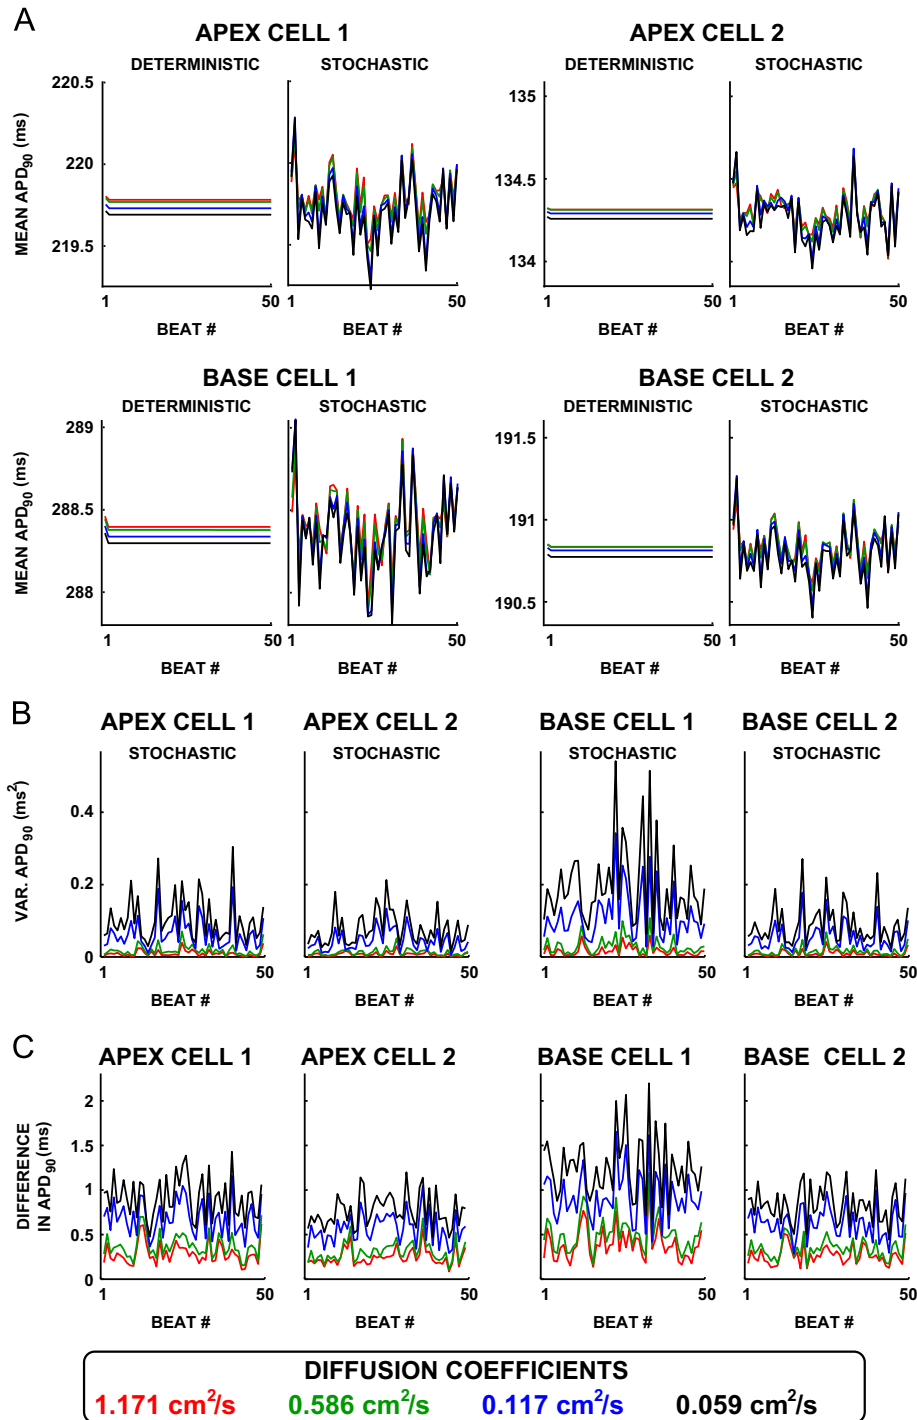 A
APEX CELL 1
APEX CELL 2
DETERMINISTIC STOCHASTIC DETERMINISTIC STOCHASTIC
MEAN APD90 (ms)
220.5
220
219.5
135
134.5
134
1 50 1 50 1 50 1 50
BEAT # BEAT # BEAT # BEAT #
BASE CELL 1
BASE CELL 2
DETERMINISTIC STOCHASTIC DETERMINISTIC STOCHASTIC
MEAN APD90 (ms)
289
288.5
288
191.5
191
190.5
1 50 1 50 1 50 1 50
BEAT # BEAT # BEAT # BEAT #
B
APEX CELL 1 APEX CELL 2 BASE CELL 1 BASE CELL 2
STOCHASTIC STOCHASTIC STOCHASTIC STOCHASTIC
VAR. APD90 (ms2)
0.4
0.2
0
1 50 1 50 1 50 1 50
BEAT # BEAT # BEAT # BEAT #
C
APEX CELL 1 APEX CELL 2 BASE CELL 1 BASE CELL 2
DIFFERENCE
IN APD90 (ms)
2
1.5
1
0.5
0
1 50 1 50 1 50 1 50
BEAT # BEAT # BEAT # BEAT #
DIFFUSION COEFFICIENTS
1.171 cm2/s 0.586 cm2/s 0.117 cm2/s 0.059 cm2/s